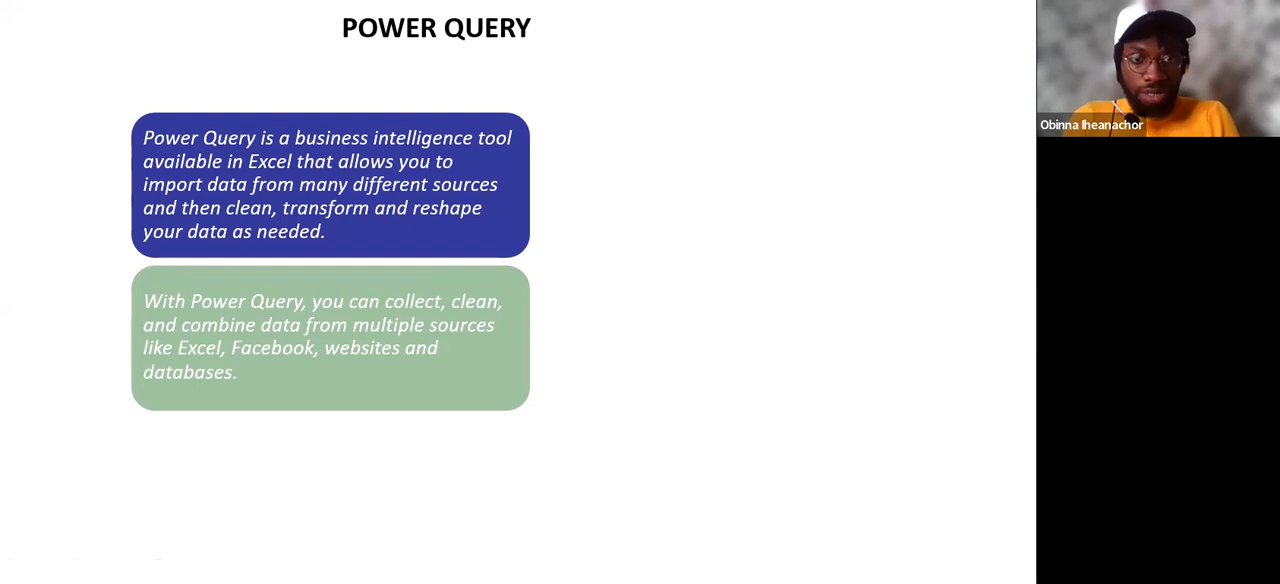 POWER QUERY
Power Query is a business intelligence tool
available in Excel that allows you to
import data from many different sources
and then clean, transform and reshape
your data as needed.
With Power Query, you can collect, clean,
and combine data from multiple sources
like Excel, Facebook, websites and
databases.
Obinna Iheanachor